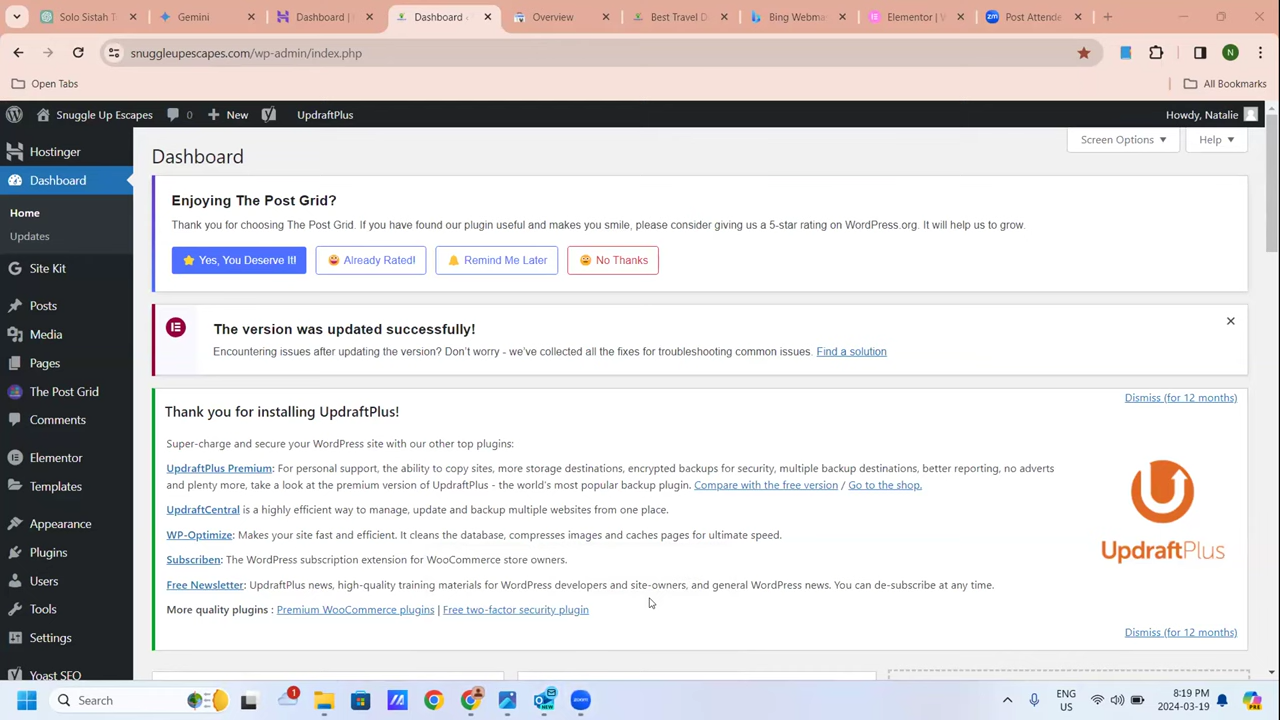 Solo Sistah T
Gemini
Dashboard |
Dashboard
Overview
Best Travel D
Bing Webma
Elementor | V
Post Attende
snuggleupescapes.com/wp-admin/index.php
N
Open Tabs
All Bookmarks
Snuggle Up Escapes
0
New
UpdraftPlus
Howdy, Natalie
Hostinger
Dashboard
Home
Updates
Site Kit
Posts
Media
Pages
The Post Grid
Comments
Elementor
Templates
Appearance
Plugins
Users
Tools
Settings
Yoast SEO
Dashboard
Screen Options
Help
Enjoying The Post Grid?
Thank you for choosing The Post Grid. If you have found our plugin useful and makes you smile, please consider giving us a 5-star rating on WordPress.org. It will help us to grow.
Yes, You Deserve It!
Already Rated!
Remind Me Later
No Thanks
The version was updated successfully!
Encountering issues after updating the version? Don't worry - we've collected all the fixes for troubleshooting common issues. Find a solution
Thank you for installing UpdraftPlus!
Dismiss (for 12 months)
Super-charge and secure your WordPress site with our other top plugins:
UpdraftPlus Premium: For personal support, the ability to copy sites, more storage destinations, encrypted backups for security, multiple backup destinations, better reporting, no adverts
and plenty more, take a look at the premium version of UpdraftPlus - the world's most popular backup plugin. Compare with the free version / Go to the shop.
UpdraftCentral is a highly efficient way to manage, update and backup multiple websites from one place.
WP-Optimize: Makes your site fast and efficient. It cleans the database, compresses images and caches pages for ultimate speed.
Subscriben: The WordPress subscription extension for WooCommerce store owners.
Free Newsletter: UpdraftPlus news, high-quality training materials for WordPress developers and site-owners, and general WordPress news. You can de-subscribe at any time.
More quality plugins : Premium WooCommerce plugins | Free two-factor security plugin
UpdraftPlus
Dismiss (for 12 months)
Search
1
zoom
ENG
US
8:19 PM
2024-03-19